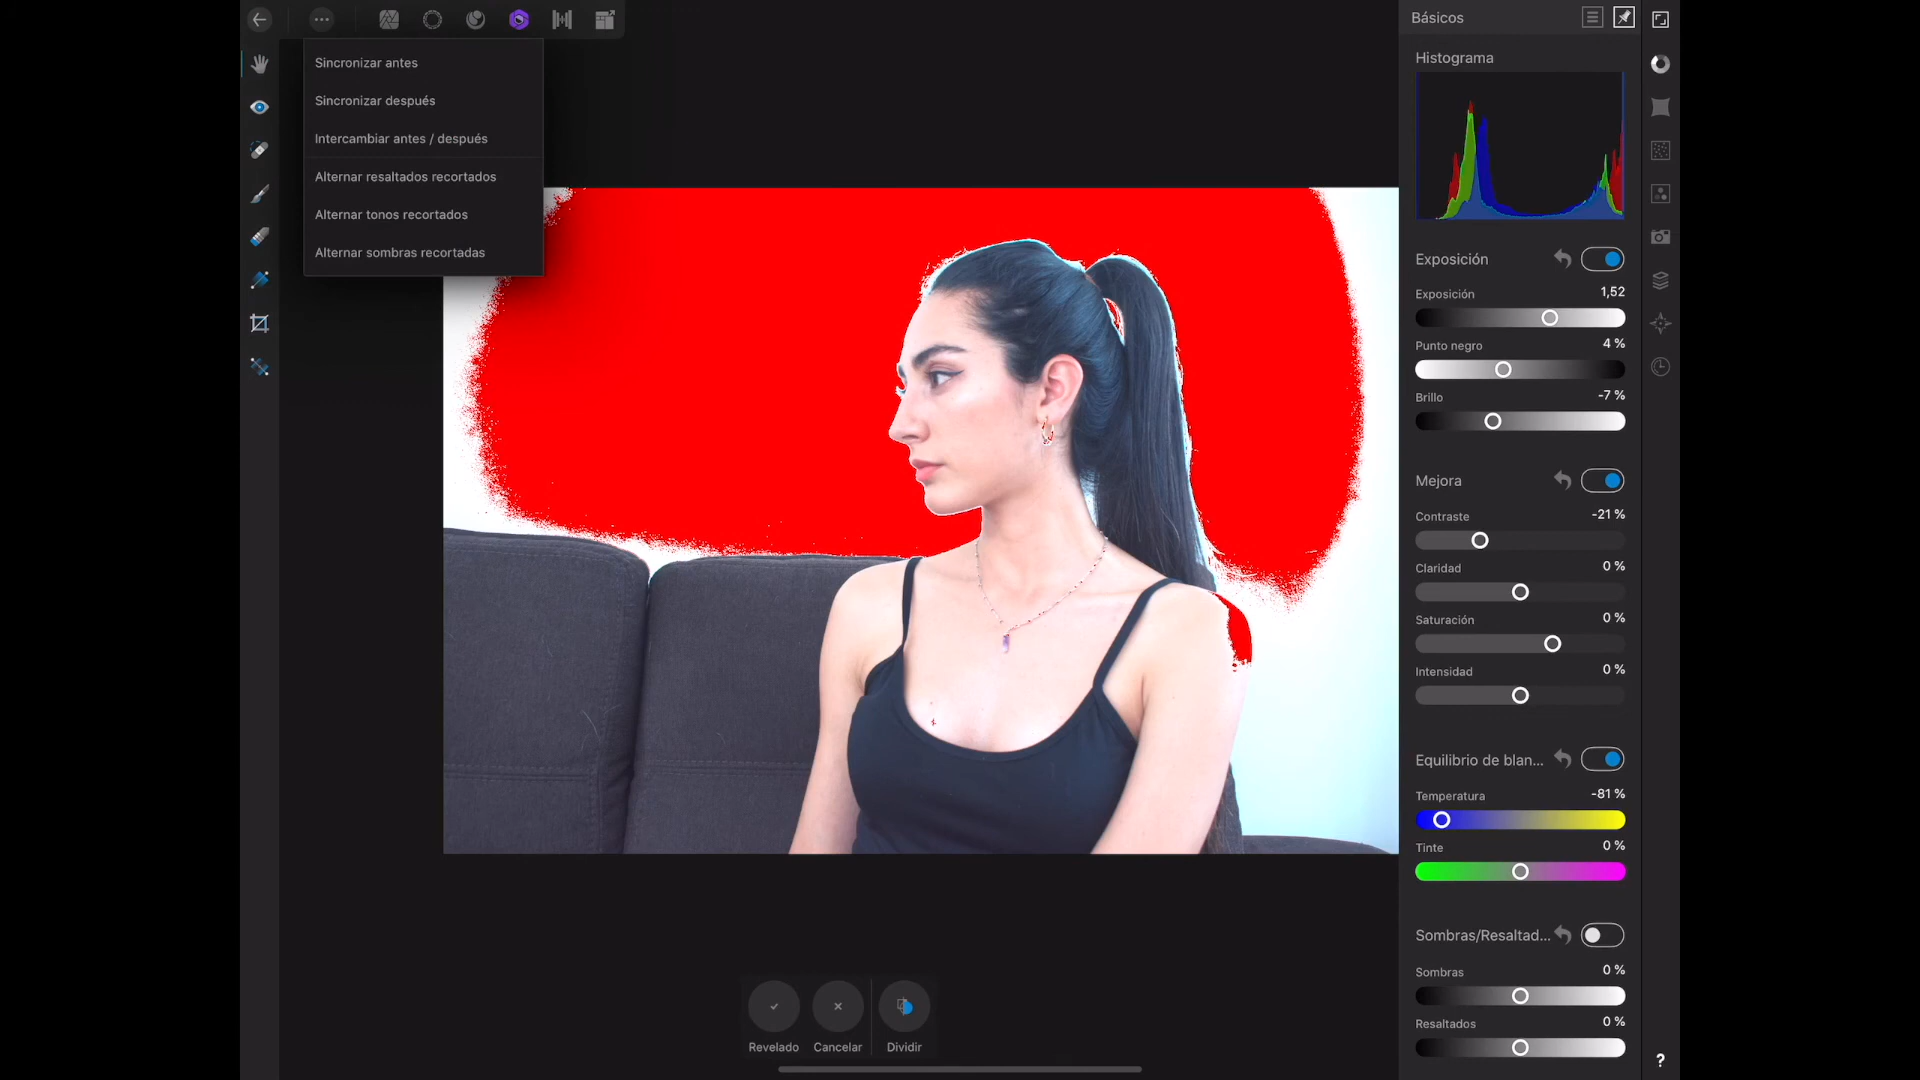 Básicos
Sincronizar antes
Sincronizar después
Intercambiar antes / después
Alternar resaltados recortados
Alternar tonos recortados
Alternar sombras recortadas
Histograma
Exposición
Exposición 1,52
Punto negro 4 %
Brillo -7 %
Mejora
Contraste -21 %
Claridad 0 %
Saturación 0 %
Intensidad 0 %
Equilibrio de blan...
Temperatura -81 %
Tinte 0 %
Sombras/Resaltad...
Sombras 0 %
Resaltados 0 %
Revelado Cancelar Dividir
?